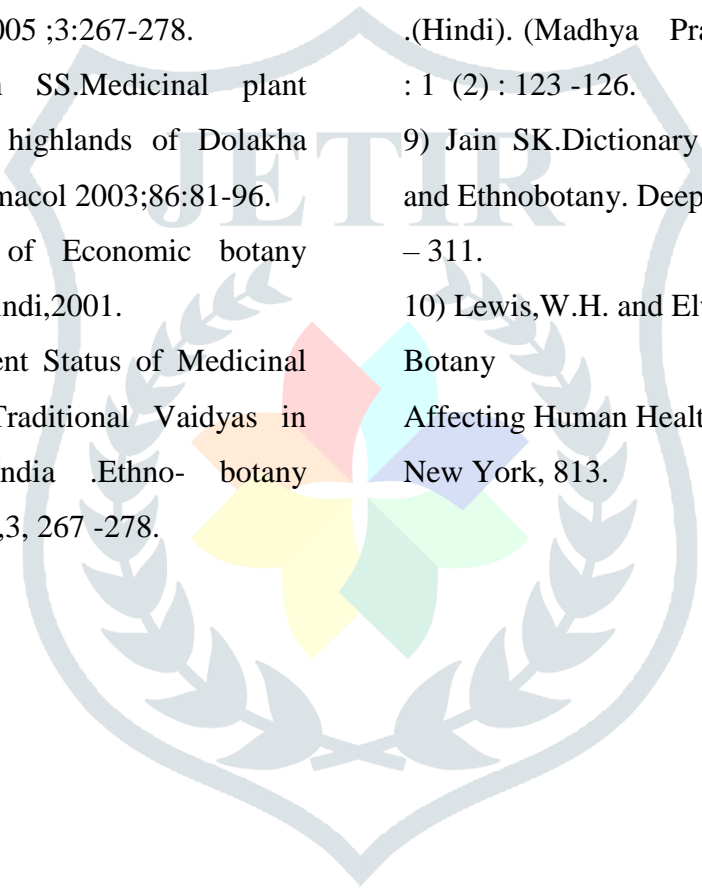 005 ;3:267-278.
SS.Medicinal plant
highlands of Dolakha
macol 2003;86:81-96.
of Economic botany
ndi,2001.
ent Status of Medicinal
Traditional Vaidyas in
ndia .Ethno- botany
,3, 267 -278.
.(Hindi). (Madhya Pra
: 1 (2) : 123 -126.
9) Jain SK.Dictionary
and Ethnobotany. Deep
– 311.
10) Lewis,W.H. and El
Botany
Affecting Human Healt
New York, 813.
JETIR